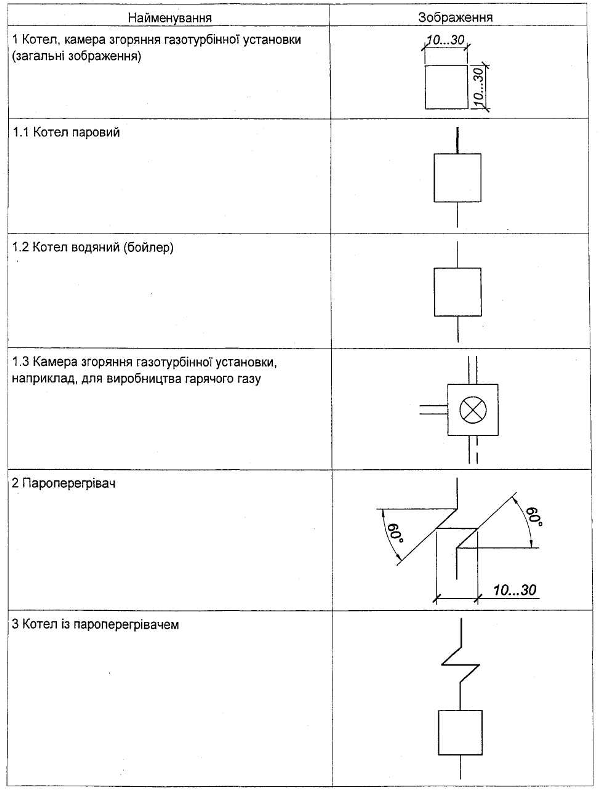 Найменування
Зображення
1 Котел, камера згоряння газотурбінної установки
(загальні зображення)
10...30
10...30
1.1 Котел паровий
1.2 Котел водяний (бойлер)
1.3 Камера згоряння газотурбінної установки,
наприклад, для виробництва гарячого газу
2 Пароперегрівач
60°
60°
10...30
3 Котел із пароперегрівачем